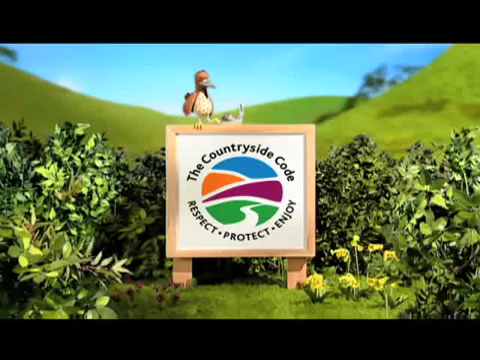 The Countryside Code
RESPECT • PROTECT • ENJOY